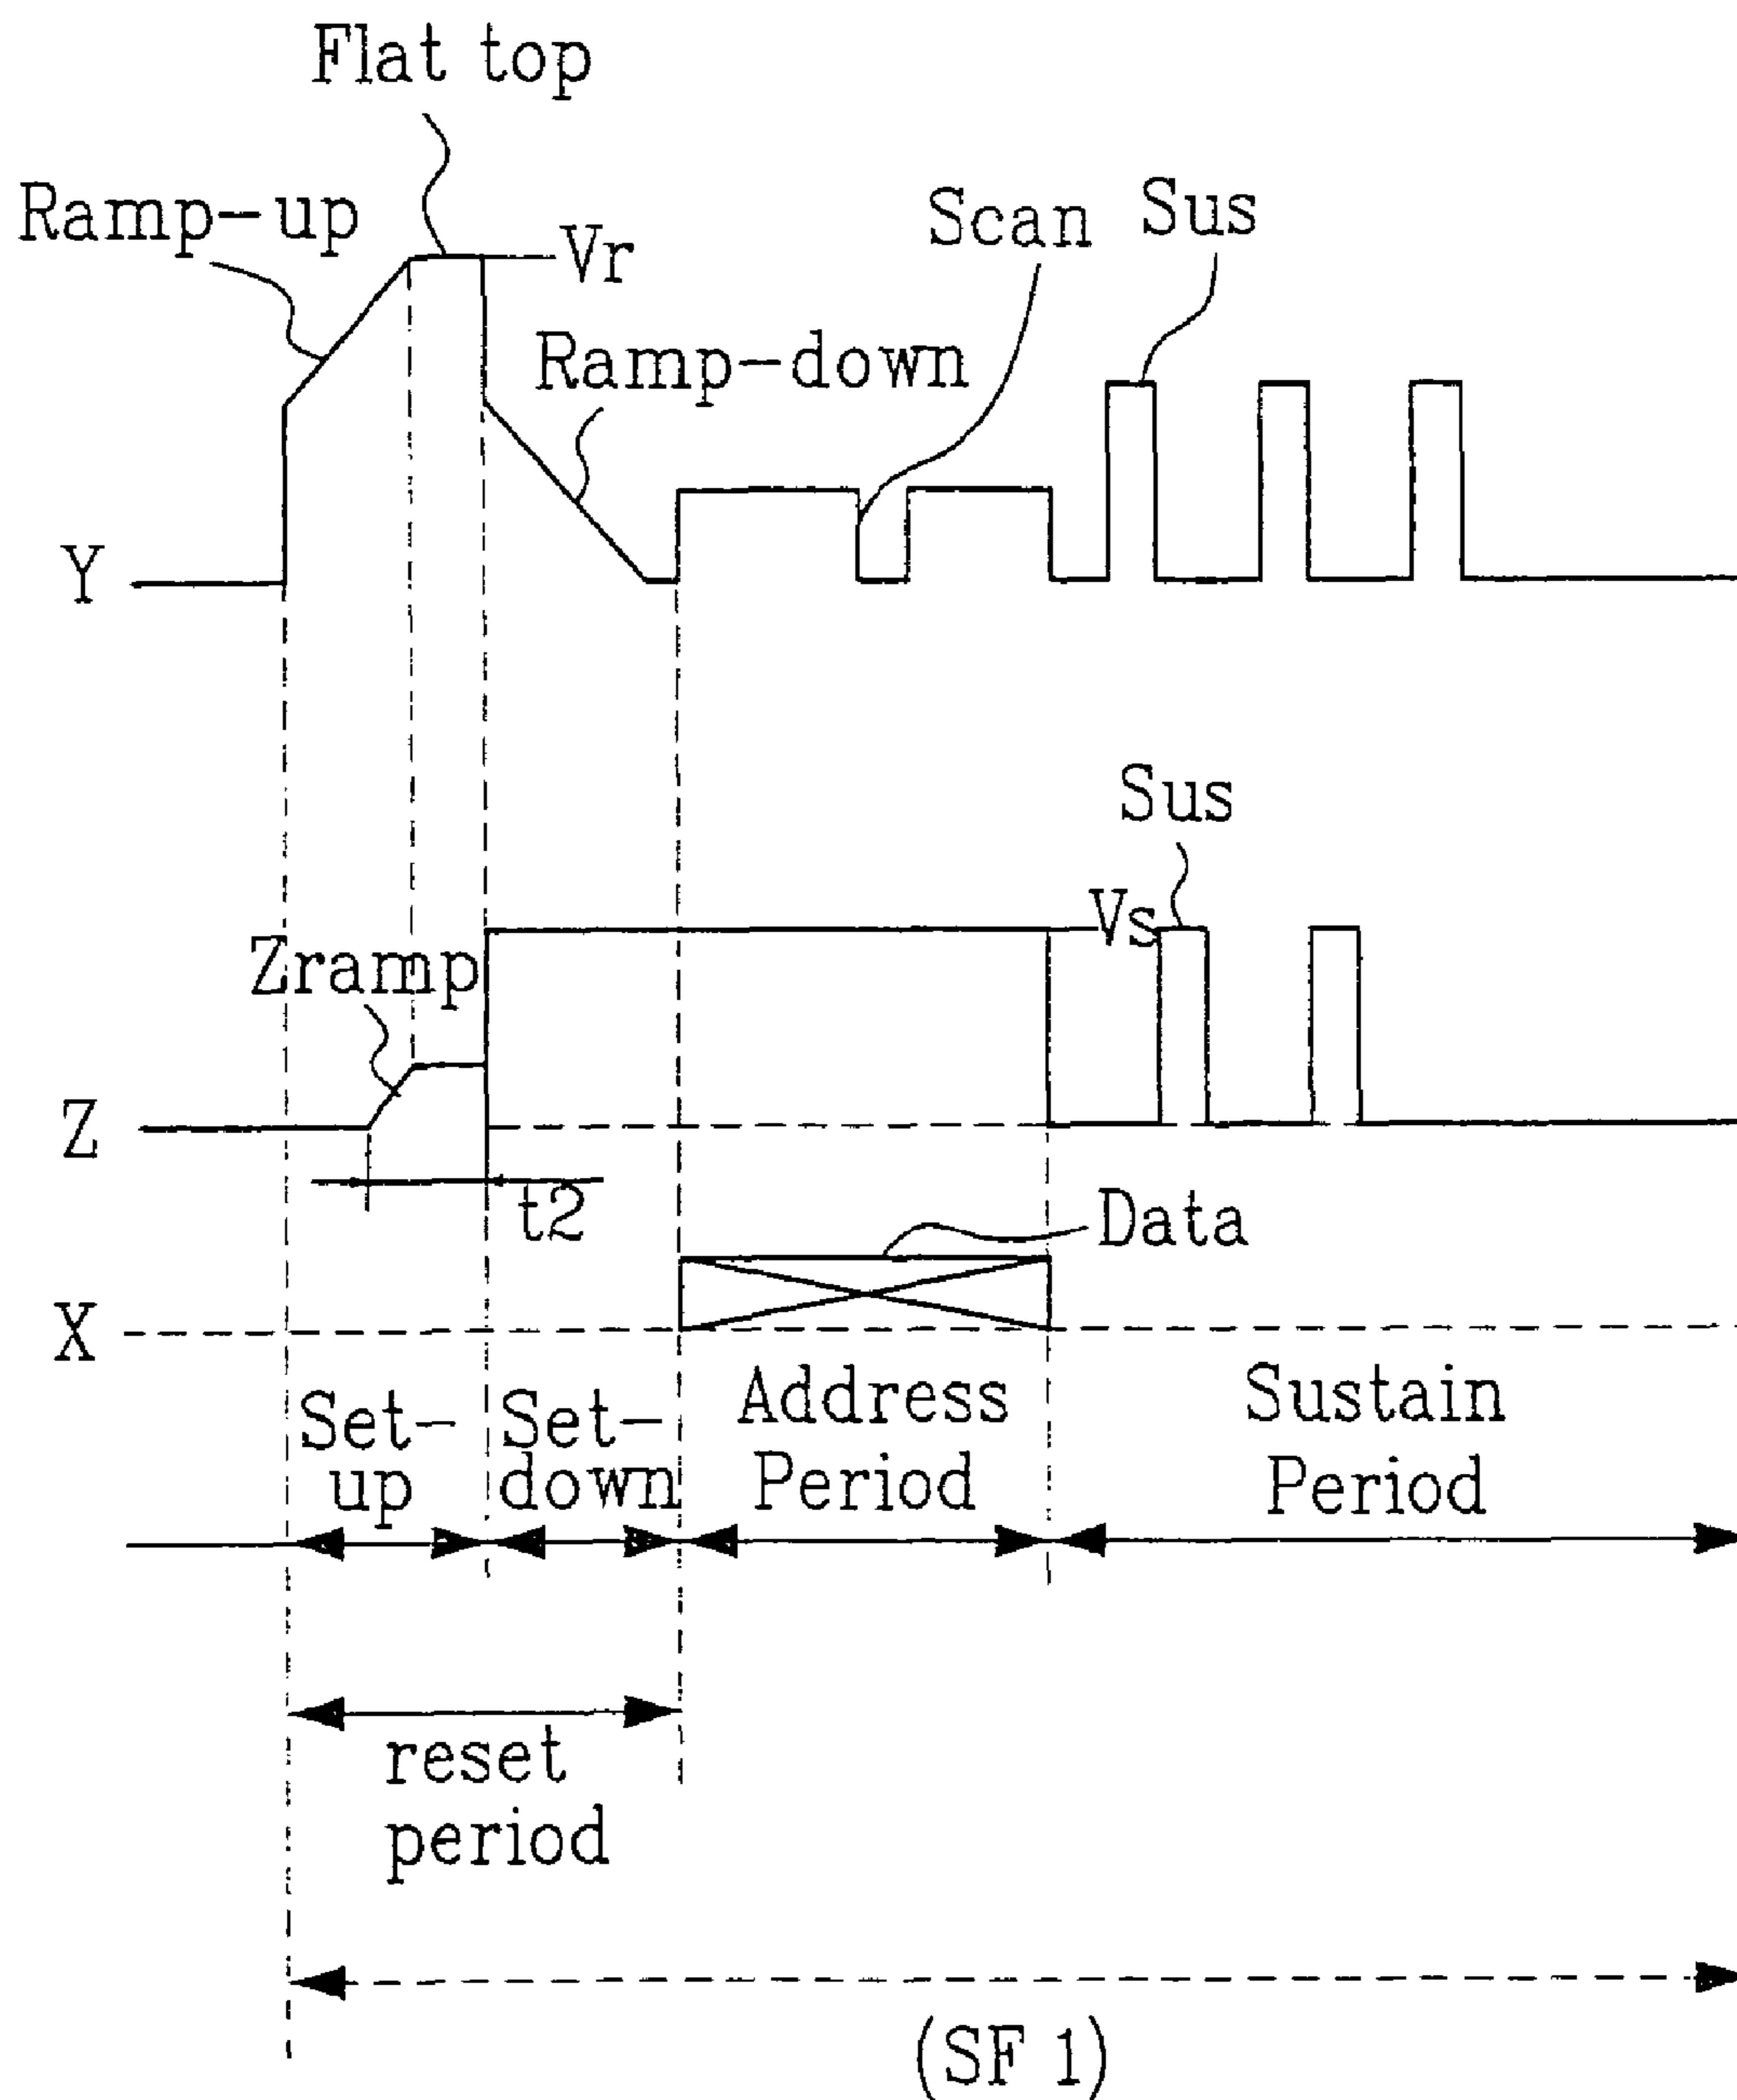 Flat top
Ramp-up
Vr
Scan
Sus
Ramp-down
Y
Sus
Vs
Zramp
Z
t2
Data
X
Set-
up
Set-
down
Address
Period
Sustain
Period
reset
period
(SF 1)